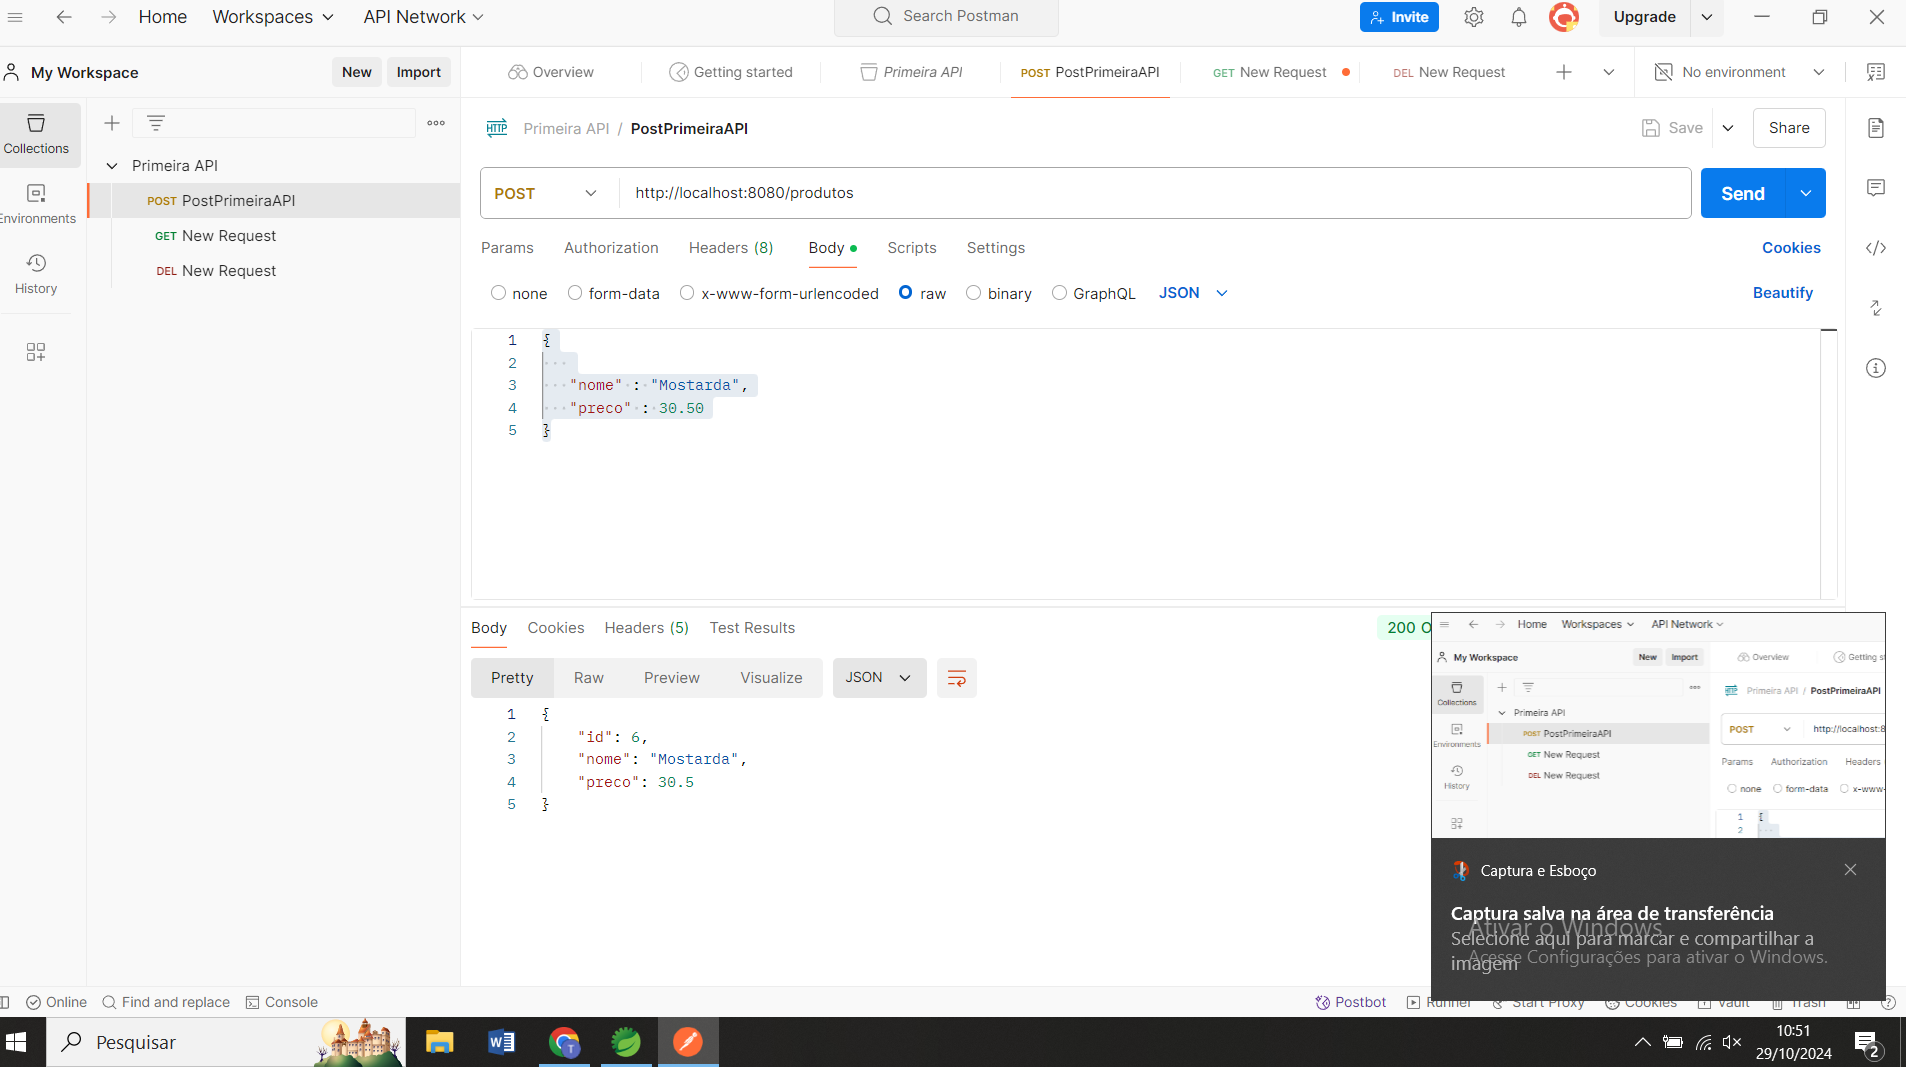 Home Workspaces API Network Search Postman Invite Upgrade
My Workspace New Import Overview Getting started Primeira API POST PostPrimeiraAPI GET New Request DEL New Request No environment
Collections
Environments
History
Primeira API
POST PostPrimeiraAPI
GET New Request
DEL New Request
HTTP Primeira API / PostPrimeiraAPI Save Share
POST http://localhost:8080/produtos Send
Params Authorization Headers (8) Body Scripts Settings Cookies
none form-data x-www-form-urlencoded raw binary GraphQL JSON Beautify
1 {
2
3 "nome" : "Mostarda",
4 "preco" : 30.50
5 }
Body Cookies Headers (5) Test Results 200 O
Pretty Raw Preview Visualize JSON
1 {
2 "id": 6,
3 "nome": "Mostarda",
4 "preco": 30.5
5 }
Home Workspaces API Network
My Workspace New Import Overview Getting s
Collections
Environments
History
Primeira API
POST PostPrimeiraAPI
GET New Request
DEL New Request
HTTP Primeira API / PostPrimeiraAPI
POST http://localhost:8
Params Authorization Headers
none form-data x-www-
1 {
2
Captura e Esboço
Captura salva na área de transferência
Selecione aqui para marcar e compartilhar a
imagem
Ativar o Windows
Acesse Configurações para ativar o Windows.
Online Find and replace Console Postbot Runner Start Proxy Cookies Vault Trash
Pesquisar
10:51
29/10/2024
2